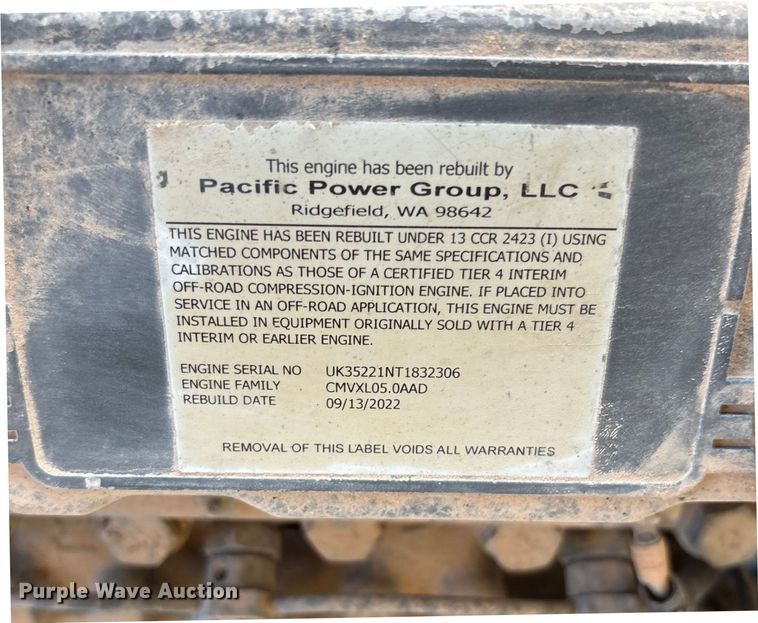 This engine has been rebuilt by
Pacific Power Group, LLC
Ridgefield, WA 98642
THIS ENGINE HAS BEEN REBUILT UNDER 13 CCR 2423 (I) USING
MATCHED COMPONENTS OF THE SAME SPECIFICATIONS AND
CALIBRATIONS AS THOSE OF A CERTIFIED TIER 4 INTERIM
OFF-ROAD COMPRESSION-IGNITION ENGINE. IF PLACED INTO
SERVICE IN AN OFF-ROAD APPLICATION, THIS ENGINE MUST BE
INSTALLED IN EQUIPMENT ORIGINALLY SOLD WITH A TIER 4
INTERIM OR EARLIER ENGINE.
ENGINE SERIAL NO UK35221NT1832306
ENGINE FAMILY CMVXL05.0AAD
REBUILD DATE 09/13/2022
REMOVAL OF THIS LABEL VOIDS ALL WARRANTIES
Purple Wave Auction